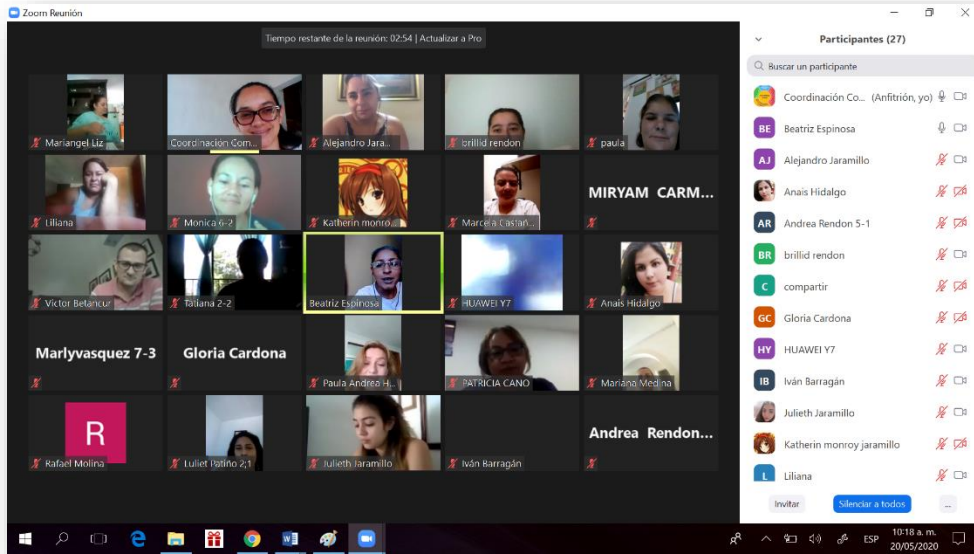 Zoom Reunión
Tiempo restante de la reunión: 02:54 | Actualizar a Pro
Mariangel Liz
Coordinación Com...
Alejandro Jara...
brillid rendon
paula
Liliana
Monica 6-2
Katherin monro...
Marcela Castañ...
MIRYAM CARM...
Victor Betancur
Tatiana 2-2
Beatriz Espinosa
HUAWEI Y7
Anais Hidalgo
Marlyvasquez 7-3
Gloria Cardona
Paula Andrea H...
PATRICIA CANO
Mariana Medina
R
Rafael Molina
Luliet Patiño 2;1
Julieth Jaramillo
Iván Barragán
Andrea Rendon...
Participantes (27)
Buscar un participante
Coordinación Co... (Anfitrión, yo)
BE Beatriz Espinosa
AJ Alejandro Jaramillo
Anais Hidalgo
AR Andrea Rendon 5-1
BR brillid rendon
C compartir
GC Gloria Cardona
HY HUAWEI Y7
IB Iván Barragán
Julieth Jaramillo
Katherin monroy jaramillo
L Liliana
Invitar
Silenciar a todos
...
ESP
10:18 a. m.
20/05/2020